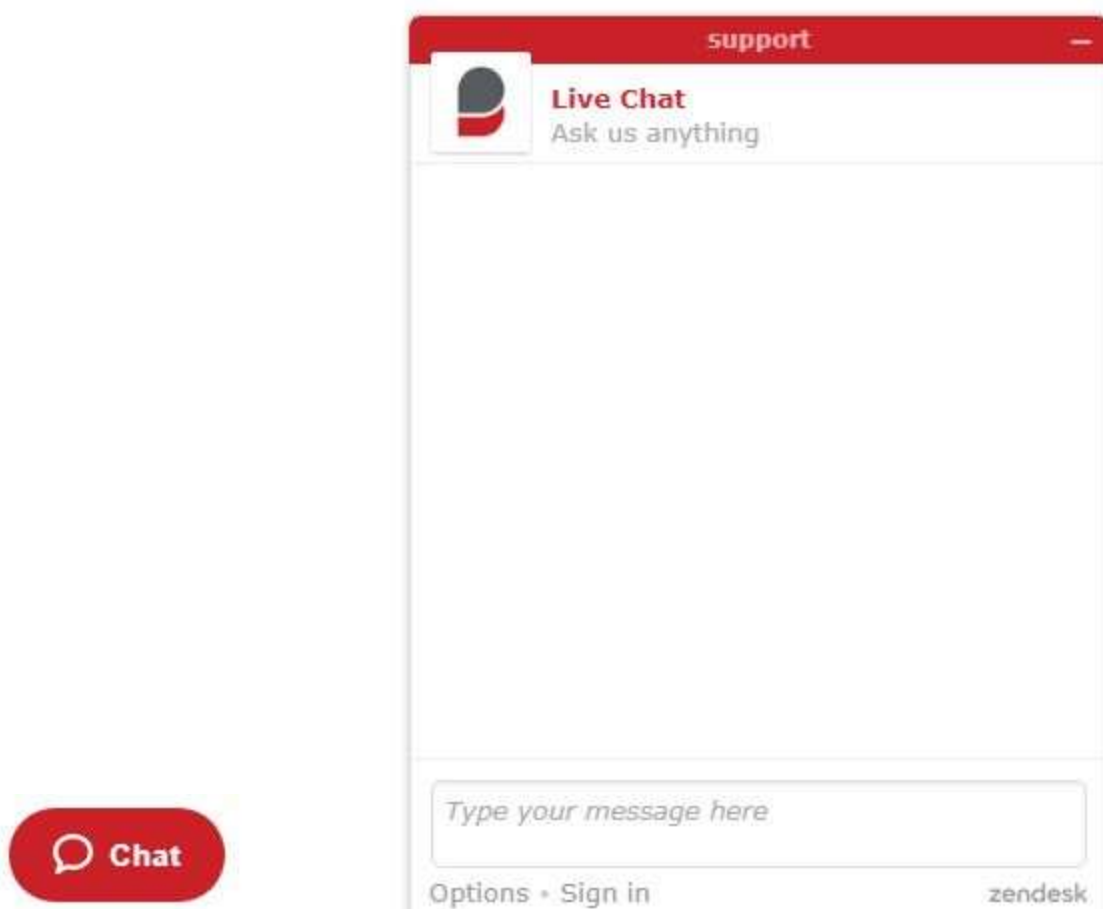 support
Live Chat
Ask us anything
Type your message here
Chat
Options • Sign in
zendesk